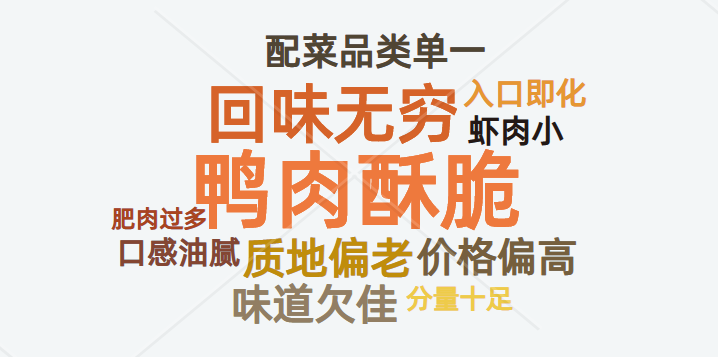 配菜品类单一
回味无穷
入口即化
虾肉小
鸭肉酥脆
肥肉过多
口感油腻
质地偏老
价格偏高
味道欠佳
分量十足